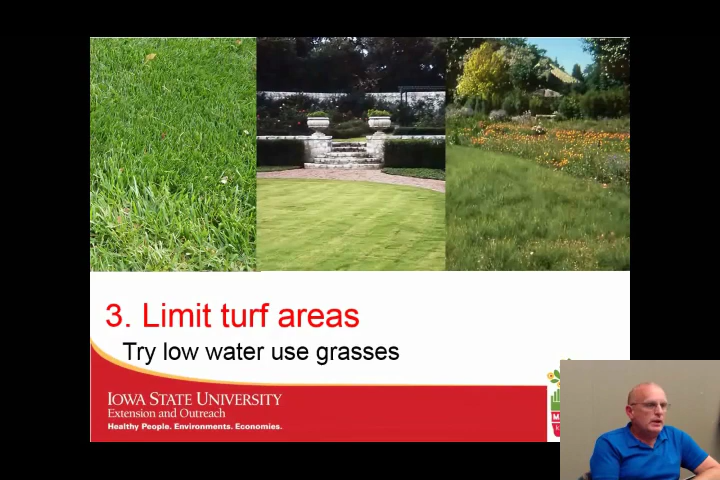 3. Limit turf areas
Try low water use grasses
IOWA STATE UNIVERSITY
Extension and Outreach
Healthy People. Environments. Economies.